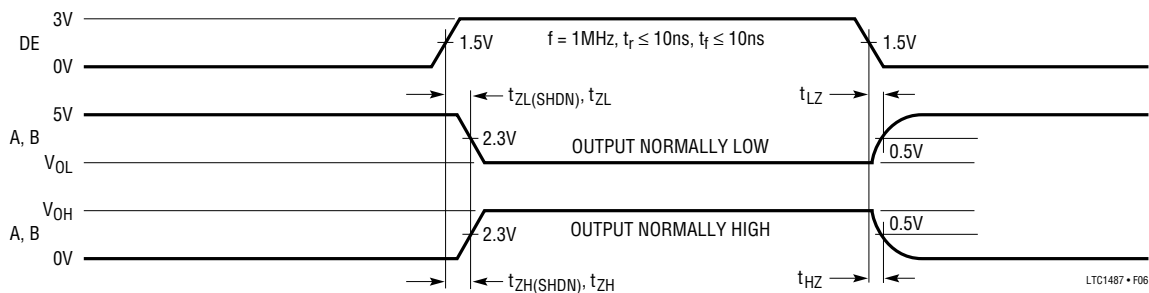 3V
DE
1.5V
f = 1MHz, tr ≤ 10ns, tf ≤ 10ns
1.5V
0V
tZL(SHDN), tZL
tLZ
5V
A, B
2.3V
OUTPUT NORMALLY LOW
0.5V
VOL
VOH
A, B
2.3V
OUTPUT NORMALLY HIGH
0.5V
0V
tZH(SHDN), tZH
tHZ
LTC1487 • F06